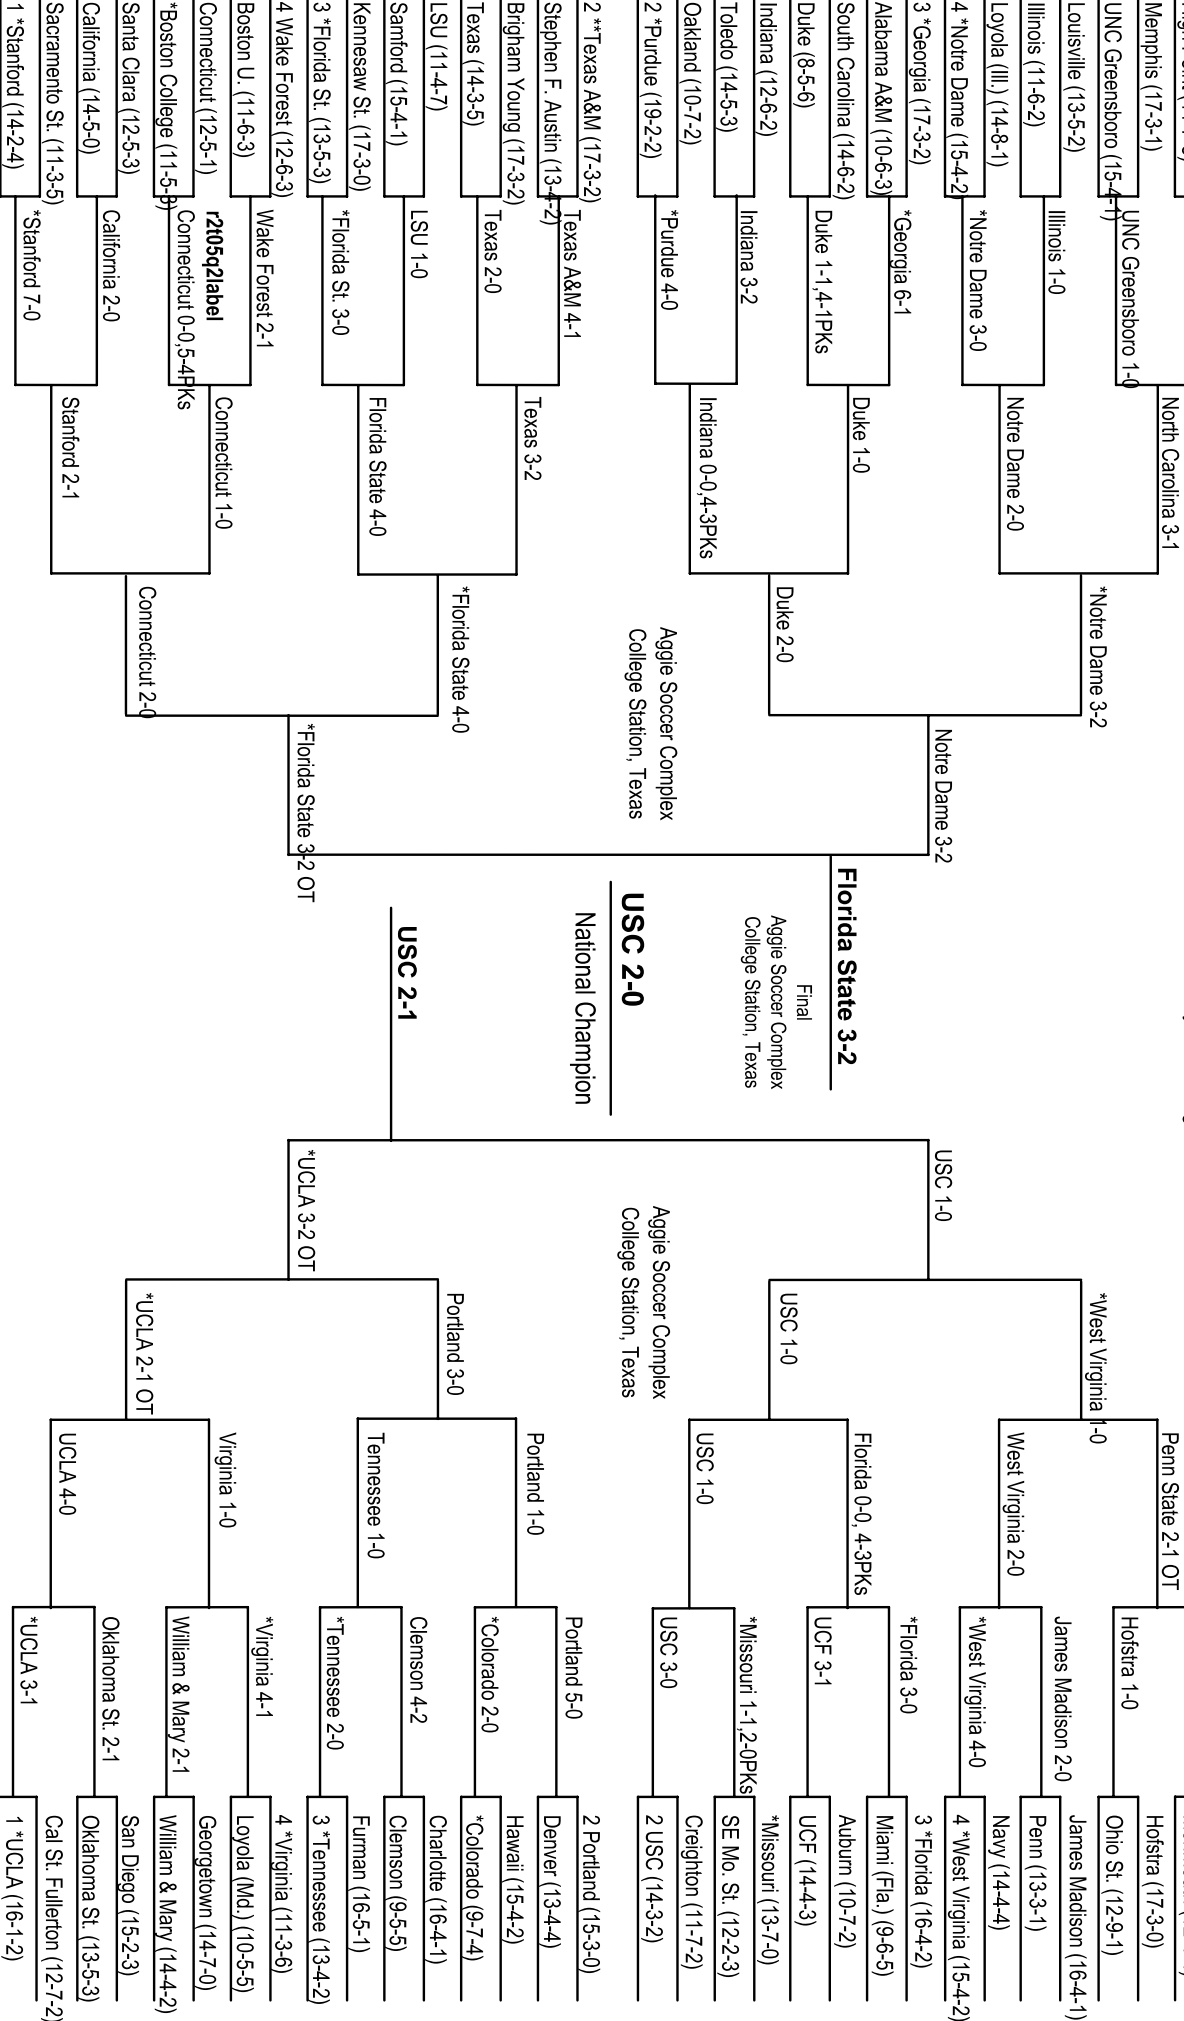 Memphis (17-3-1)
UNC Greensboro (15-4-1)
Louisville (13-5-2)
Illinois (11-6-2)
Loyola (Ill.) (14-8-1)
4 *Notre Dame (15-4-2)
3 *Georgia (17-3-2)
Alabama A&M (10-6-3)
South Carolina (14-6-2)
Duke (8-5-6)
Indiana (12-6-2)
Toledo (14-5-3)
Oakland (10-7-2)
2 *Purdue (19-2-2)
2 **Texas A&M (17-3-2)
Stephen F. Austin (13-4-2)
Brigham Young (17-3-2)
Texas (14-3-5)
LSU (11-4-7)
Samford (15-4-1)
Kennesaw St. (17-3-0)
3 *Florida St. (13-5-3)
4 Wake Forest (12-6-3)
Boston U. (11-6-3)
Connecticut (12-5-1)
*Boston College (11-5-3)
Santa Clara (12-5-3)
California (14-5-0)
Sacramento St. (11-3-5)
1 *Stanford (14-2-4)
UNC Greensboro 1-0
Illinois 1-0
*Notre Dame 3-0
*Georgia 6-1
Duke 1-1,4-1PKs
Indiana 3-2
*Purdue 4-0
Texas A&M 4-1
Texas 2-0
LSU 1-0
*Florida St. 3-0
Wake Forest 2-1
r2t05q2label
Connecticut 0-0,5-4PKs
California 2-0
*Stanford 7-0
North Carolina 3-1
Notre Dame 2-0
Duke 1-0
Indiana 0-0,4-3PKs
Texas 3-2
Florida State 4-0
Connecticut 1-0
Stanford 2-1
*Notre Dame 3-2
Duke 2-0
*Florida State 4-0
Connecticut 2-0
Aggie Soccer Complex
College Station, Texas
Notre Dame 3-2
*Florida State 3-2 OT
Florida State 3-2
Final
Aggie Soccer Complex
College Station, Texas
USC 2-0
National Champion
USC 2-1
USC 1-0
*UCLA 3-2 OT
Aggie Soccer Complex
College Station, Texas
*West Virginia 1-0
USC 1-0
Portland 3-0
*UCLA 2-1 OT
Penn State 2-1 OT
West Virginia 2-0
Florida 0-0, 4-3PKs
USC 1-0
Portland 1-0
Tennessee 1-0
Virginia 1-0
UCLA 4-0
Hofstra 1-0
James Madison 2-0
*West Virginia 4-0
*Florida 3-0
UCF 3-1
*Missouri 1-1,2-0PKs
USC 3-0
Portland 5-0
*Colorado 2-0
Clemson 4-2
*Tennessee 2-0
*Virginia 4-1
William & Mary 2-1
Oklahoma St. 2-1
*UCLA 3-1
Hofstra (17-3-0)
Ohio St. (12-9-1)
James Madison (16-4-1)
Penn (13-3-1)
Navy (14-4-4)
4 *West Virginia (15-4-2)
3 *Florida (16-4-2)
Miami (Fla.) (9-6-5)
Auburn (10-7-2)
UCF (14-4-3)
*Missouri (13-7-0)
SE Mo. St. (12-2-3)
Creighton (11-7-2)
2 USC (14-3-2)
2 Portland (15-3-0)
Denver (13-4-4)
Hawaii (15-4-2)
*Colorado (9-7-4)
Charlotte (16-4-1)
Clemson (9-5-5)
Furman (16-5-1)
3 *Tennessee (13-4-2)
4 *Virginia (11-3-6)
Loyola (Md.) (10-5-5)
Georgetown (14-7-0)
William & Mary (14-4-2)
San Diego (15-2-3)
Oklahoma St. (13-5-3)
Cal St. Fullerton (12-7-2)
1 *UCLA (16-1-2)